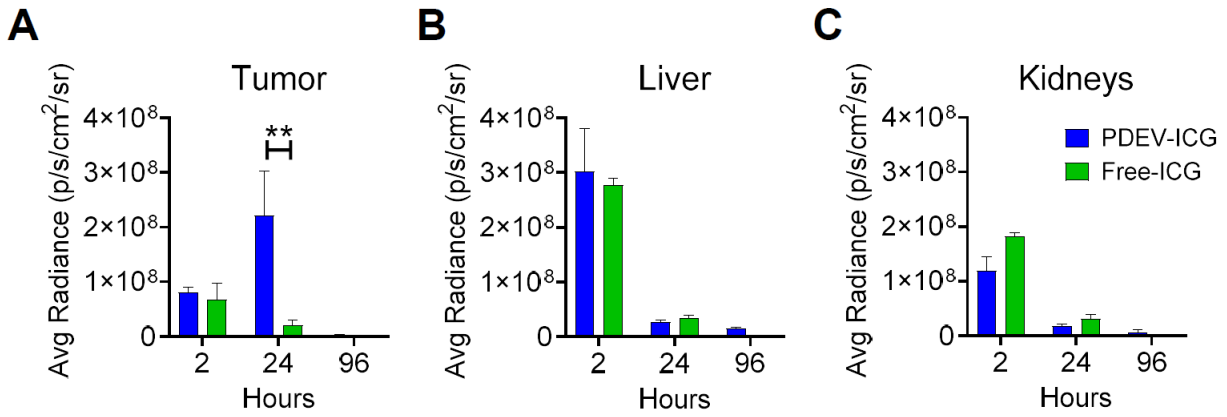 A
Tumor
Avg Radiance (p/s/cm²/sr)
4×10⁸
3×10⁸
2×10⁸
1×10⁸
0
**
2 24 96
Hours
B
Liver
Avg Radiance (p/s/cm²/sr)
4×10⁸
3×10⁸
2×10⁸
1×10⁸
0
2 24 96
Hours
C
Kidneys
Avg Radiance (p/s/cm²/sr)
4×10⁸
3×10⁸
2×10⁸
1×10⁸
0
2 24 96
Hours
PDEV-ICG
Free-ICG